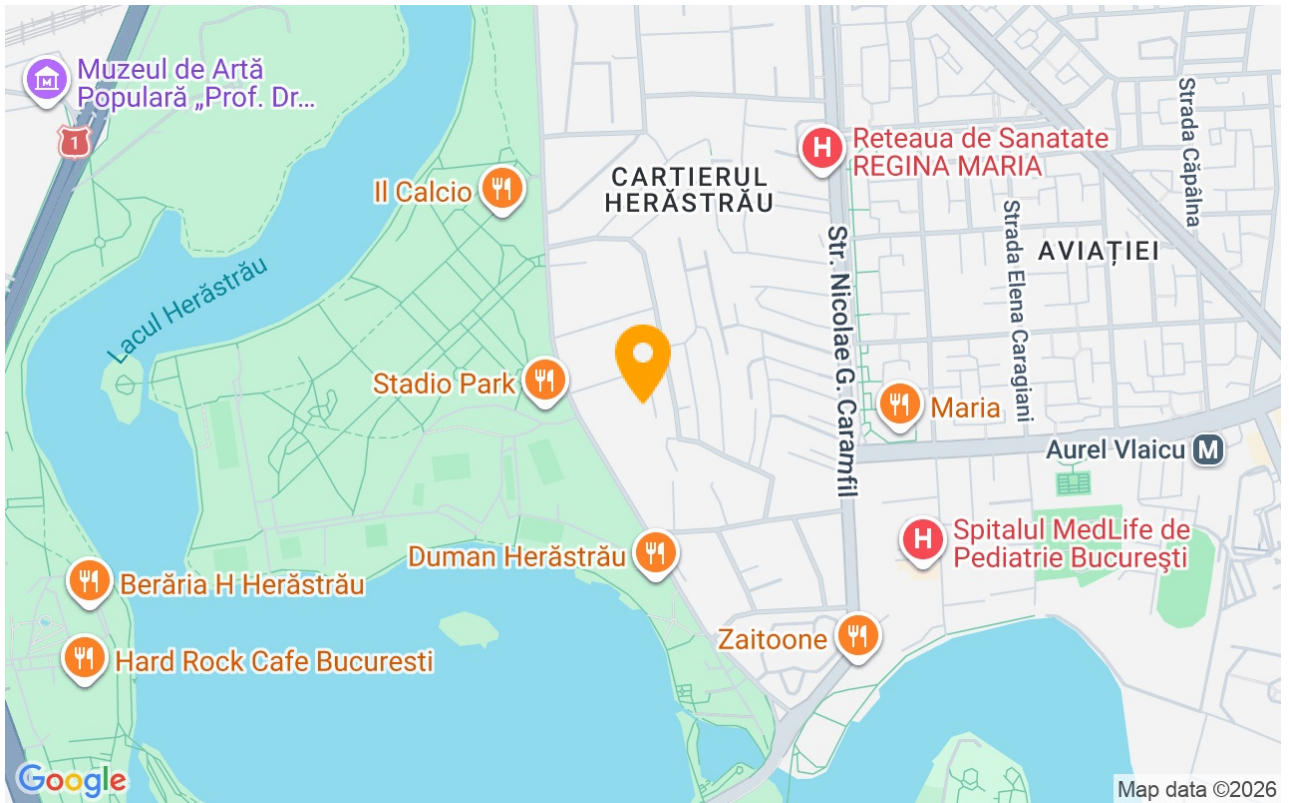 Muzeul de Artă
Populară „Prof. Dr...
1
Il Calcio
CARTIERUL
HERĂSTRĂU
H
Reteaua de Sanatate
REGINA MARIA
Strada Căpâlna
Strada Elena Caragiani
AVIAȚIEI
Str. Nicolae G. Caramfil
Lacul Herăstrău
Stadio Park
Maria
Aurel Vlaicu M
Duman Herăstrău
H
Spitalul MedLife de
Pediatrie Bucureşti
Berăria H Herăstrău
Zaitoone
Hard Rock Cafe Bucuresti
Google
Map data ©2026